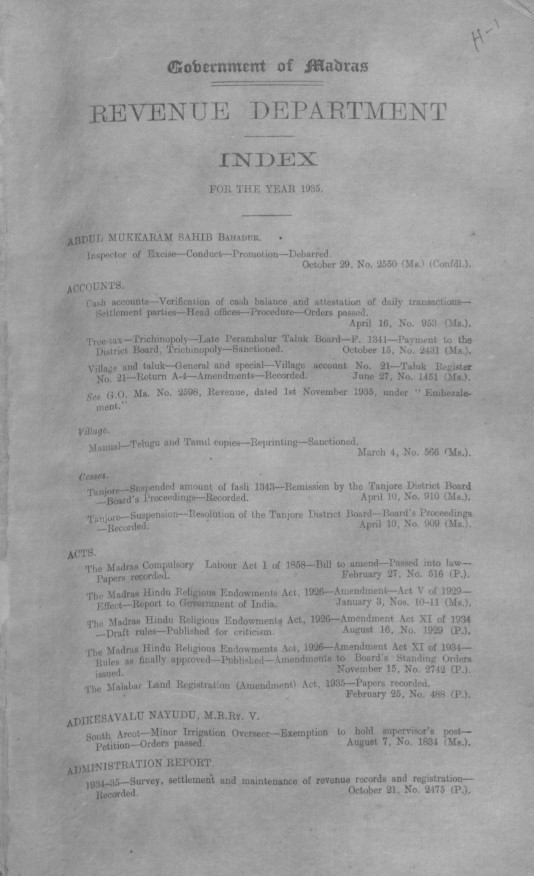 H-1
Government of Madras
REVENUE DEPARTMENT
INDEX
FOR THE YEAR 1935.
ABDUL MUKKARAM SAHIB BAHADUR.
Inspector of Excise—Conduct—Promotion—Debarred.
October 29, No. 2550 (Ms.) (Confdl.).
ACCOUNTS.
Cash accounts—Verification of cash balance and attestation of daily transactions—
Settlement parties—Head offices—Procedure—Orders passed.
April 16, No. 953 (Ms.).
Tree-tax—Trichinopoly—Late Perambalur Taluk Board—F. 1341—Payment to the
District Board, Trichinopoly—Sanctioned. October 15, No. 2431 (Ms.).
Village and taluk—General and special—Village account No. 21—Taluk Register
No. 21—Return A-4—Amendments—Recorded. June 27, No. 1451 (Ms.).
See G.O. Ms. No. 2598, Revenue, dated 1st November 1935, under " Embezzle-
ment."
Village.
Manual—Telugu and Tamil copies—Reprinting—Sanctioned.
March 4, No. 566 (Ms.).
Cesses.
Tanjore—Suspended amount of fasli 1343—Remission by the Tanjore District Board
—Board's Proceedings—Recorded. April 10, No. 910 (Ms.).
Tanjore—Suspension—Resolution of the Tanjore District Board—Board's Proceedings
—Recorded. April 10, No. 909 (Ms.).
ACTS.
The Madras Compulsory Labour Act I of 1858—Bill to amend—Passed into law—
Papers recorded. February 27, No. 516 (P.).
The Madras Hindu Religious Endowments Act, 1926—Amendment—Act V of 1929—
Effect—Report to Government of India. January 3, Nos. 10-11 (Ms.).
The Madras Hindu Religious Endowments Act, 1926—Amendment Act XI of 1934
—Draft rules—Published for criticism. August 16, No. 1929 (P.).
The Madras Hindu Religious Endowments Act, 1926—Amendment Act XI of 1934—
Rules as finally approved—Published—Amendments to Board's Standing Orders
issued. November 15, No. 2742 (P.).
The Malabar Land Registration (Amendment) Act, 1935—Papers recorded.
February 25, No. 488 (P.).
ADIKESAVALU NAYUDU, M.R.RY. V.
South Arcot—Minor Irrigation Overseer—Exemption to hold supervisor's post—
Petition—Orders passed. August 7, No. 1834 (Ms.).
ADMINISTRATION REPORT.
1934-35—Survey, settlement and maintenance of revenue records and registration—
Recorded. October 21, No. 2475 (P.).